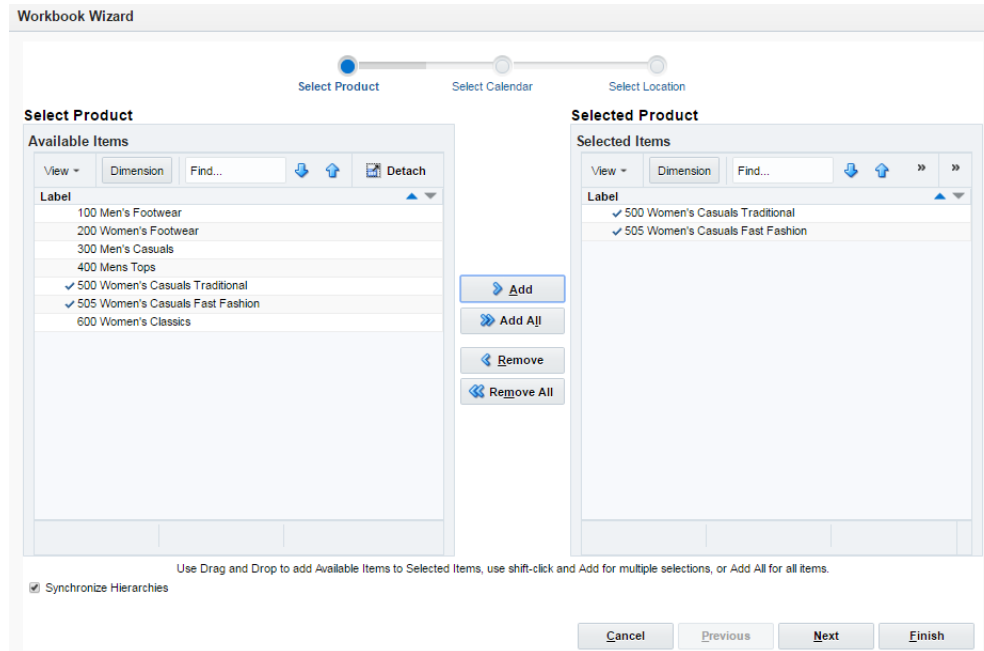 Workbook Wizard
Select Product Select Calendar Select Location
Select Product
Available Items
View Dimension Find... Detach
Label
100 Men's Footwear
200 Women's Footwear
300 Men's Casuals
400 Mens Tops
500 Women's Casuals Traditional
505 Women's Casuals Fast Fashion
600 Women's Classics
Add
Add All
Remove
Remove All
Selected Product
Selected Items
View Dimension Find... » »
Label
500 Women's Casuals Traditional
505 Women's Casuals Fast Fashion
Use Drag and Drop to add Available Items to Selected Items, use shift-click and Add for multiple selections, or Add All for all items.
Synchronize Hierarchies
Cancel Previous Next Finish